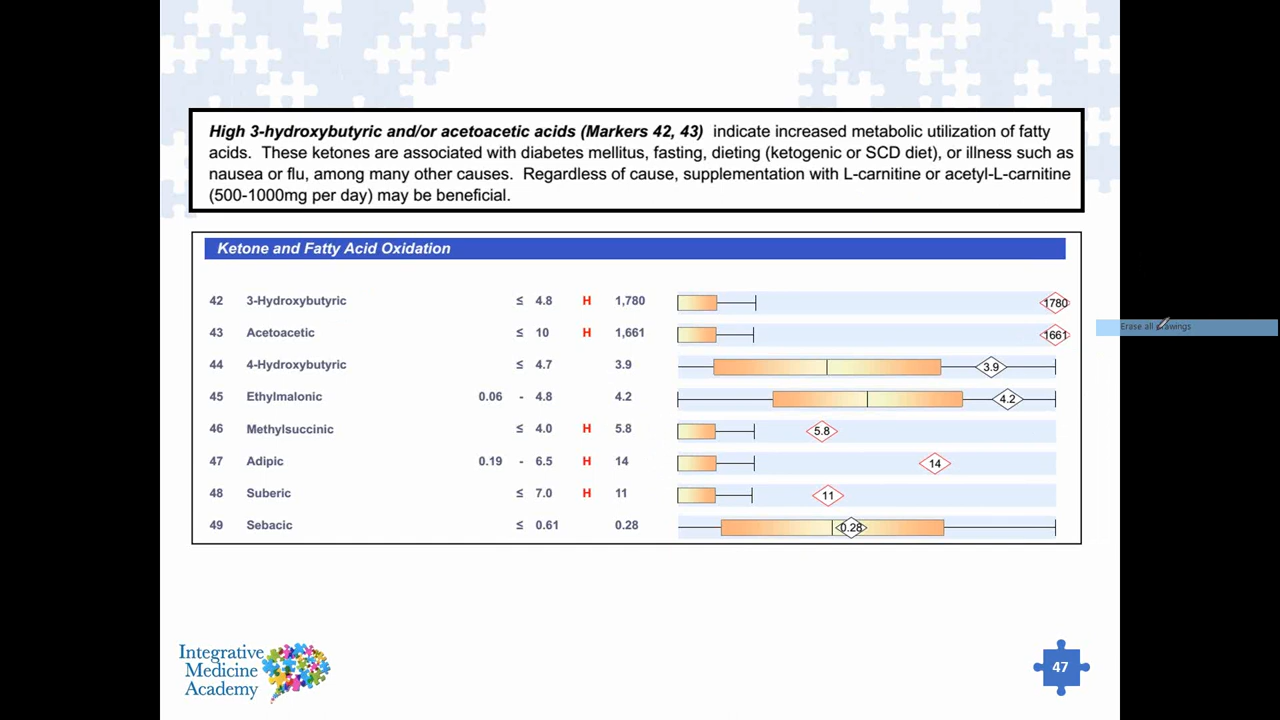 High 3-hydroxybutyric and/or acetoacetic acids (Markers 42, 43) indicate increased metabolic utilization of fatty
acids. These ketones are associated with diabetes mellitus, fasting, dieting (ketogenic or SCD diet), or illness such as
nausea or flu, among many other causes. Regardless of cause, supplementation with L-carnitine or acetyl-L-carnitine
(500-1000mg per day) may be beneficial.
Ketone and Fatty Acid Oxidation
42 3-Hydroxybutyric ≤ 4.8 H 1,780 1780
43 Acetoacetic ≤ 10 H 1,661 1661
44 4-Hydroxybutyric ≤ 4.7 3.9 3.9
45 Ethylmalonic 0.06 - 4.8 4.2 4.2
46 Methylsuccinic ≤ 4.0 H 5.8 5.8
47 Adipic 0.19 - 6.5 H 14 14
48 Suberic ≤ 7.0 H 11 11
49 Sebacic ≤ 0.61 0.28 0.28
Erase all
Integrative
Medicine
Academy
47